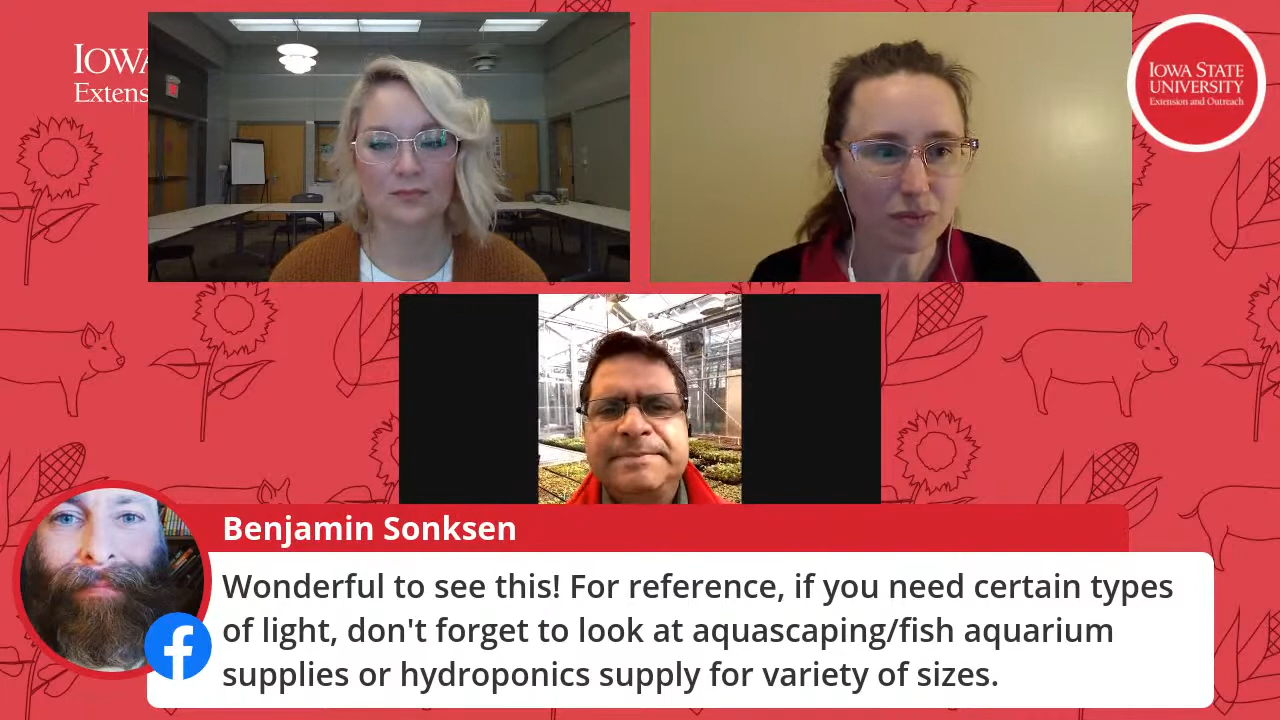 IOWA
Extens
IOWA STATE
UNIVERSITY
Extension and Outreach
Benjamin Sonksen
Wonderful to see this! For reference, if you need certain types
of light, don't forget to look at aquascaping/fish aquarium
supplies or hydroponics supply for variety of sizes.